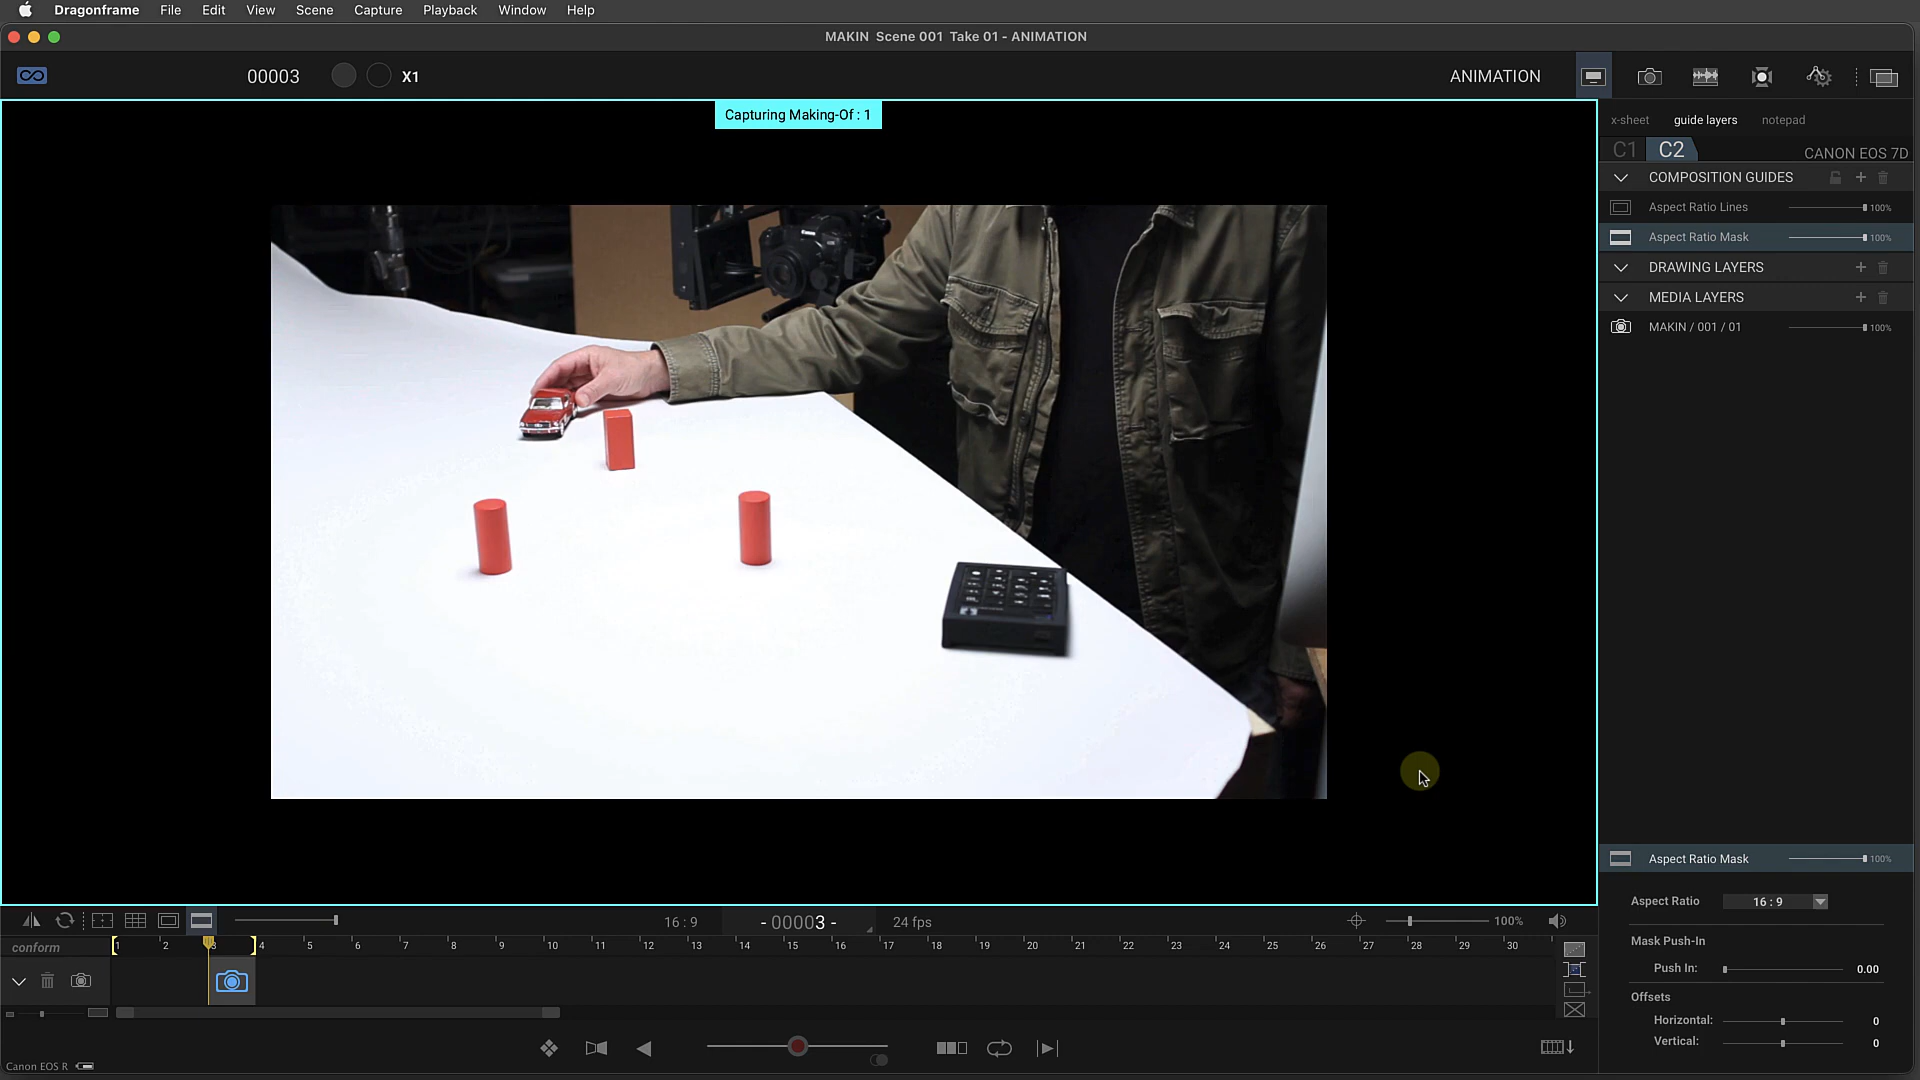 Dragonframe File Edit View Scene Capture Playback Window Help
MAKIN Scene 001 Take 01 - ANIMATION
00003 X1 ANIMATION
Capturing Making-Of : 1
x-sheet guide layers notepad
C1 C2 CANON EOS 7D
COMPOSITION GUIDES
Aspect Ratio Lines 100%
Aspect Ratio Mask 100%
DRAWING LAYERS
MEDIA LAYERS
MAKIN / 001 / 01 100%
Aspect Ratio Mask 100%
Aspect Ratio 16 : 9
Mask Push-In
Push In: 0.00
Offsets
Horizontal: 0
Vertical: 0
16 : 9 - 00003 - 24 fps 100%
conform 1 2 3 4 5 6 7 8 9 10 11 12 13 14 15 16 17 18 19 20 21 22 23 24 25 26 27 28 29 30
Canon EOS R